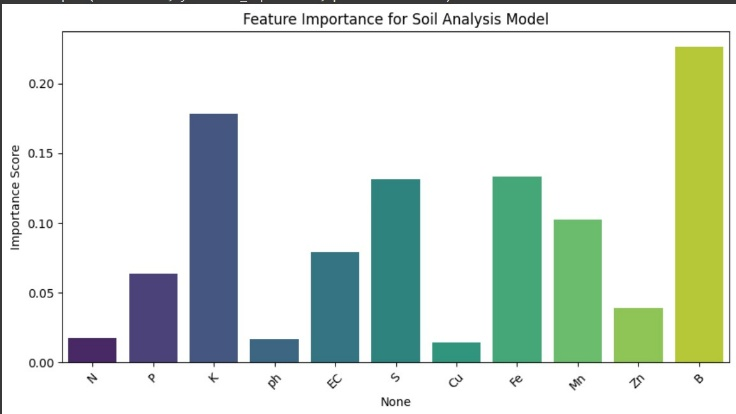 Feature Importance for Soil Analysis Model
Importance Score
0.20
0.15
0.10
0.05
0.00
N P K ph EC S Cu Fe Mn Zn B
None